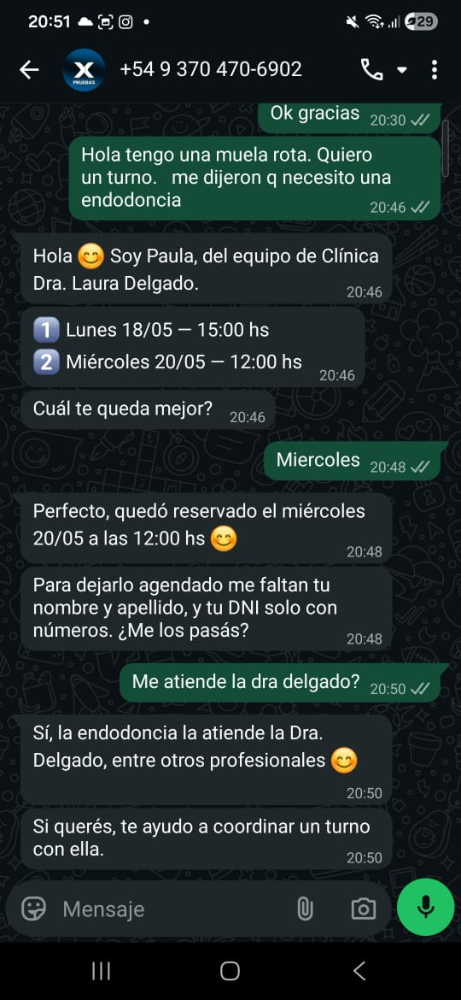 20:51
29
X
PRUEBAS
+54 9 370 470-6902
Ok gracias 20:30
Hola tengo una muela rota. Quiero
un turno.   me dijeron q necesito una
endodoncia
20:46
Hola 😊 Soy Paula, del equipo de Clínica
Dra. Laura Delgado.
20:46
1️⃣ Lunes 18/05 — 15:00 hs
2️⃣ Miércoles 20/05 — 12:00 hs
20:46
Cuál te queda mejor? 20:46
Miercoles 20:48
Perfecto, quedó reservado el miércoles
20/05 a las 12:00 hs 😊
20:48
Para dejarlo agendado me faltan tu
nombre y apellido, y tu DNI solo con
números. ¿Me los pasás?
20:48
Me atiende la dra delgado? 20:50
Sí, la endodoncia la atiende la Dra.
Delgado, entre otros profesionales 😊
20:50
Si querés, te ayudo a coordinar un turno
con ella.
20:50
Mensaje